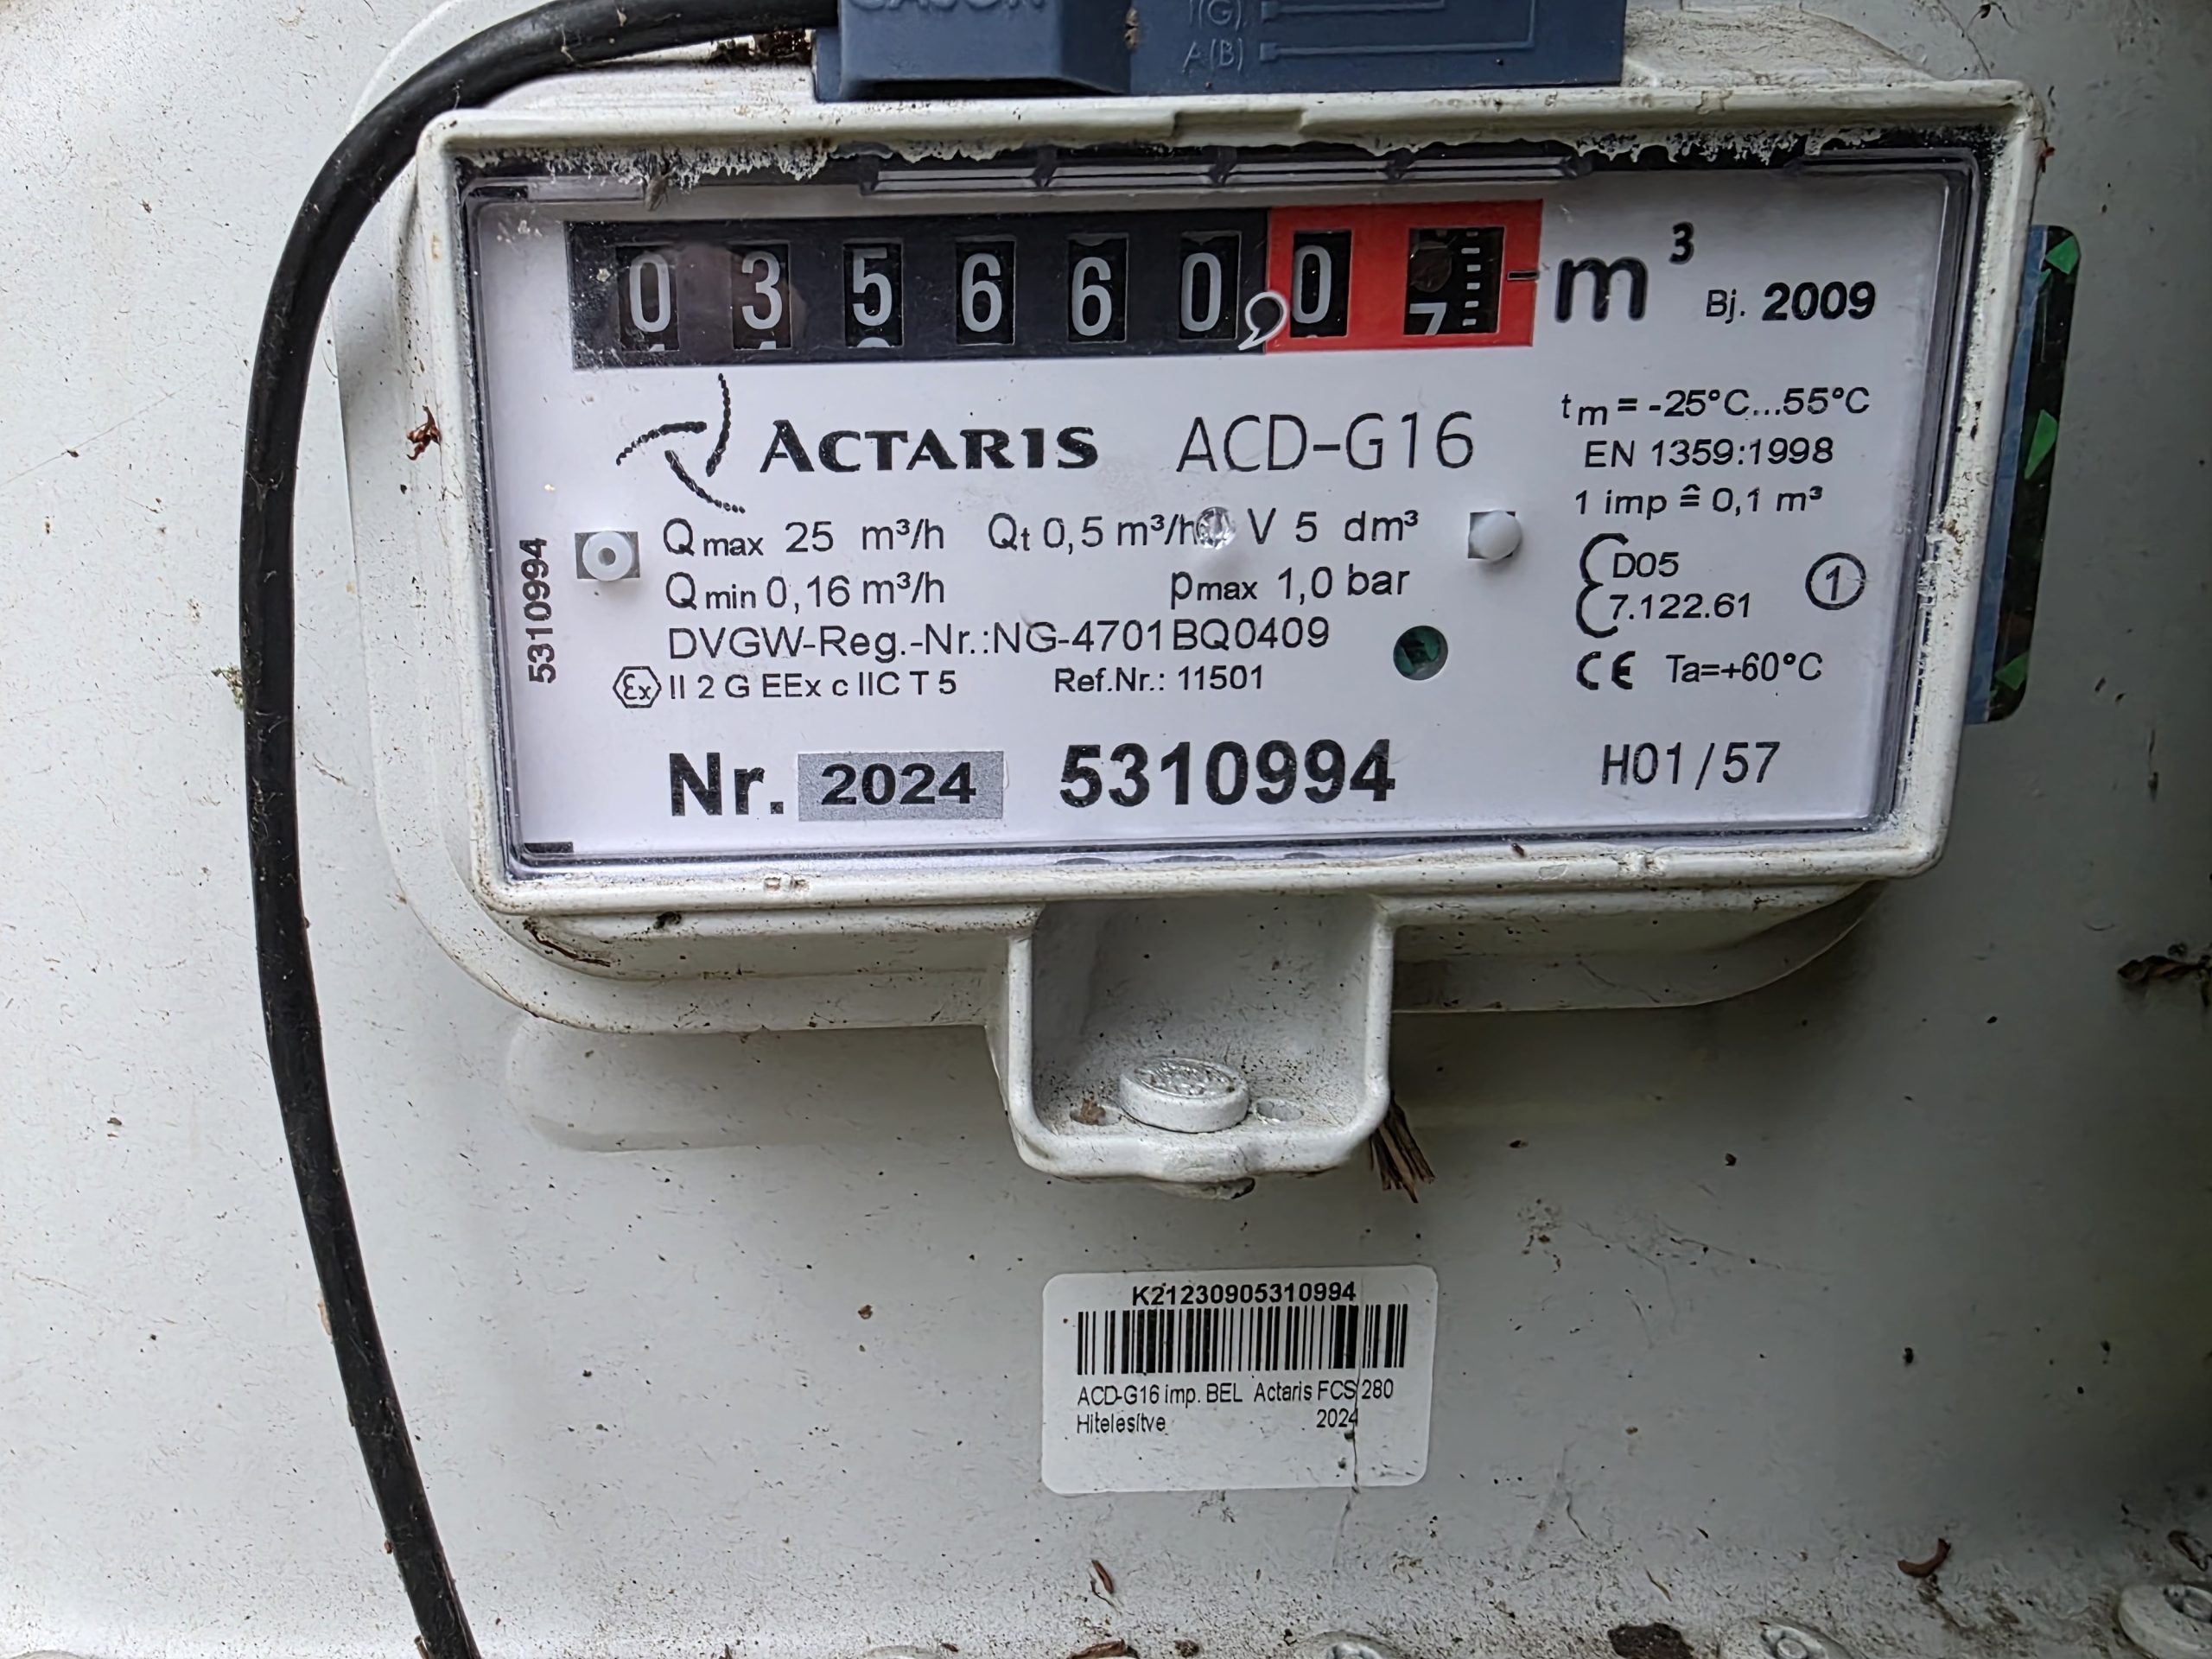 I(G)
A(B)
0 3 5 6 6 0 , 0 7 m³
Bj. 2009
ACTARIS ACD-G16
tm = -25°C...55°C
EN 1359:1998
1 imp ≙ 0,1 m³
Qmax 25 m³/h Qt 0,5 m³/h V 5 dm³
Qmin 0,16 m³/h pmax 1,0 bar
D05
7.122.61
1
DVGW-Reg.-Nr.:NG-4701BQ0409
Ex II 2 G EEx c IIC T 5 Ref.Nr.: 11501
CE Ta=+60°C
5310994
Nr. 2024 5310994
H01/57
K21230905310994
ACD-G16 imp. BEL Actaris FCS/280
Hitelesítve 2024